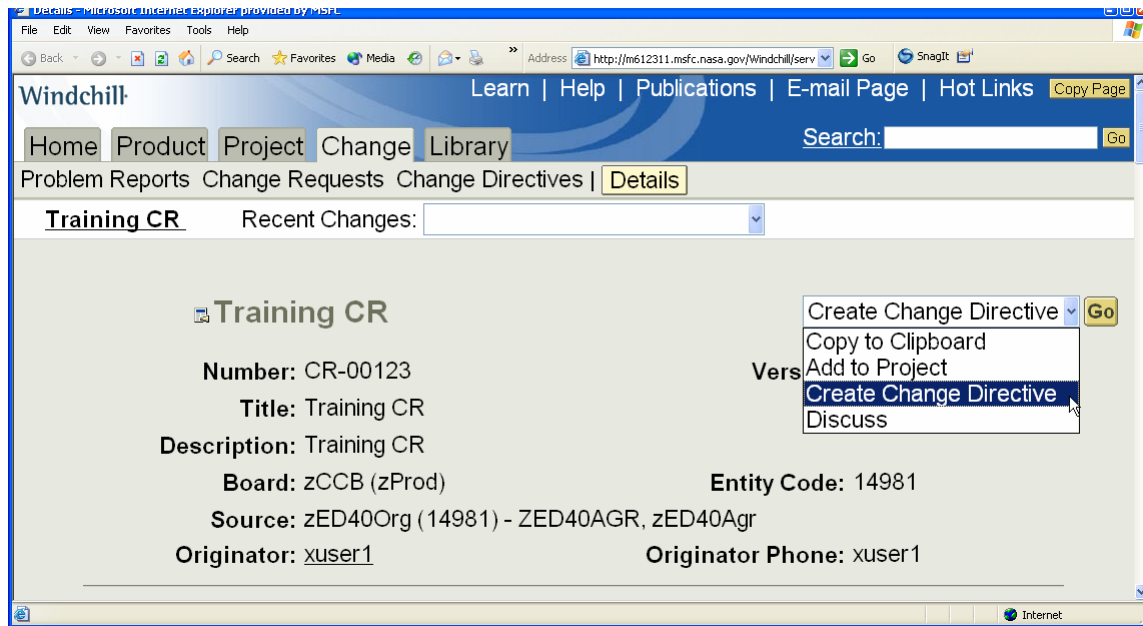 Details - Microsoft Internet Explorer provided by MSFC
File Edit View Favorites Tools Help
Back Search Favorites Media » Address http://m612311.msfc.nasa.gov/Windchill/serv Go SnagIt
Windchill Learn | Help | Publications | E-mail Page | Hot Links Copy Page
Home Product Project Change Library Search: Go
Problem Reports Change Requests Change Directives | Details
Training CR Recent Changes:
Training CR Create Change Directive Go
Copy to Clipboard
Number: CR-00123 Vers Add to Project
Create Change Directive
Title: Training CR
Discuss
Description: Training CR
Board: zCCB (zProd) Entity Code: 14981
Source: zED40Org (14981) - ZED40AGR, zED40Agr
Originator: xuser1 Originator Phone: xuser1
Internet